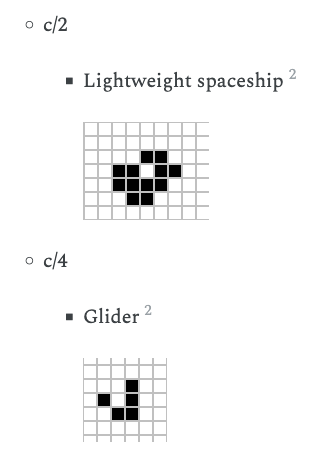 c/2
Lightweight spaceship 2
c/4
Glider 2